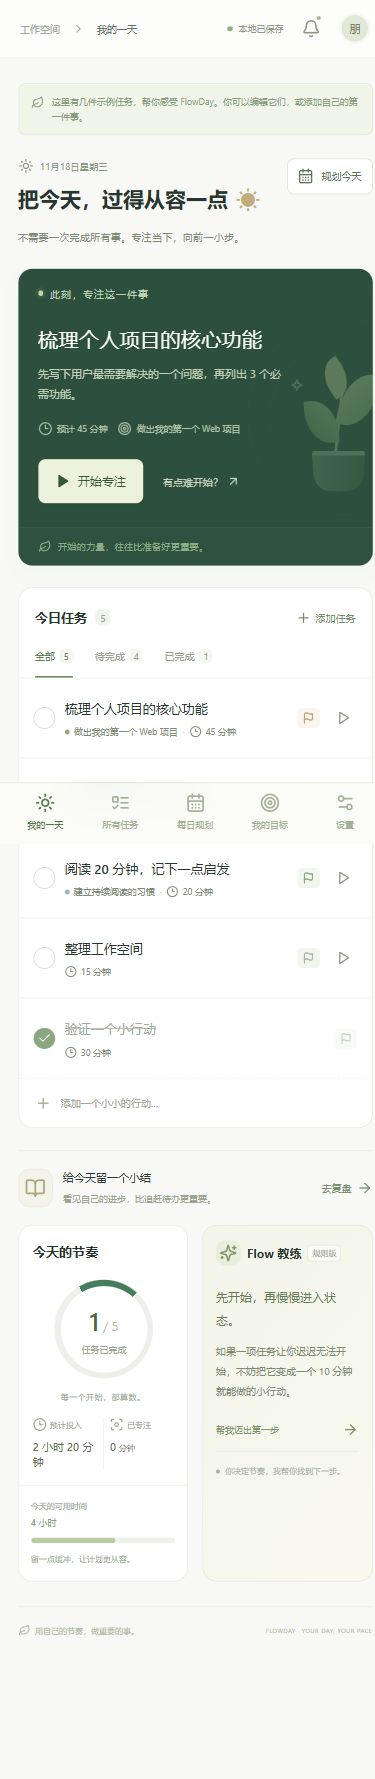 工作空间 > 我的一天
本地已保存
朋
这里有几件示例任务，帮你感受 FlowDay。你可以编辑它们，或添加自己的第
一件事。
11月18日星期三
规划今天
把今天，过得从容一点
不需要一次完成所有事。专注当下，向前一小步。
此刻，专注这一件事
梳理个人项目的核心功能
先写下用户最需要解决的一个问题，再列出 3 个必
需功能。
预计 45 分钟 做出我的第一个 Web 项目
开始专注
有点难开始？
开始的力量，往往比准备好更重要。
今日任务 5
添加任务
全部 5 待完成 4 已完成 1
梳理个人项目的核心功能
做出我的第一个 Web 项目 · 45 分钟
我的一天 所有任务 每日规划 我的目标 设置
阅读 20 分钟，记下一点启发
建立持续阅读的习惯 · 20 分钟
整理工作空间
15 分钟
验证一个小行动
30 分钟
添加一个小小的行动...
给今天留一个小结
看见自己的进步，比追赶待办更重要。
去复盘
今天的节奏
1 / 5
任务已完成
每一个开始，都算数。
预计投入 已专注
2 小时 20 分
钟
0 分钟
今天的可用时间
4 小时
留一点缓冲，让计划更从容。
Flow 教练 规则版
先开始，再慢慢进入状
态。
如果一项任务让你迟迟无法开
始，不妨把它变成一个 10 分钟
就能做的小行动。
帮我迈出第一步
你决定节奏，我帮你找到下一步。
用自己的节奏，做重要的事。
FLOWDAY · YOUR DAY, YOUR PACE